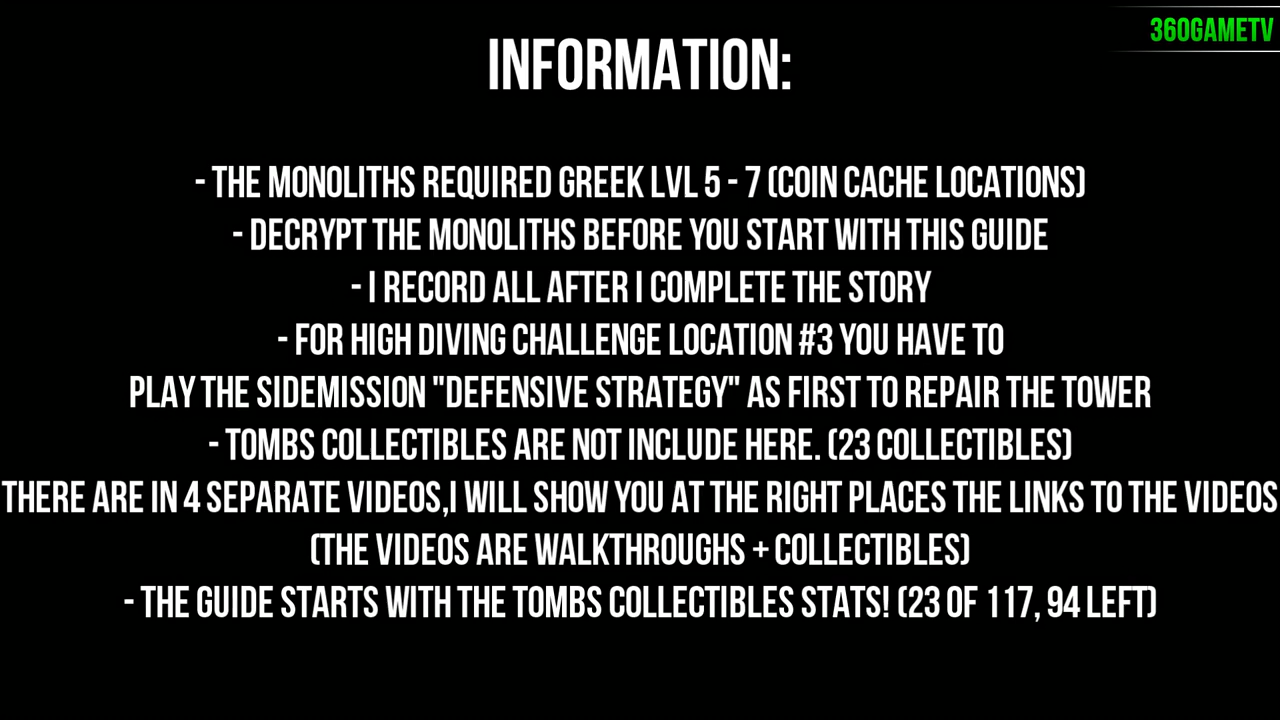 360GAMETV
INFORMATION:
- THE MONOLITHS REQUIRED GREEK LVL 5 - 7 (COIN CACHE LOCATIONS)
- DECRYPT THE MONOLITHS BEFORE YOU START WITH THIS GUIDE
- I RECORD ALL AFTER I COMPLETE THE STORY
- FOR HIGH DIVING CHALLENGE LOCATION #3 YOU HAVE TO
PLAY THE SIDEMISSION "DEFENSIVE STRATEGY" AS FIRST TO REPAIR THE TOWER
- TOMBS COLLECTIBLES ARE NOT INCLUDE HERE. (23 COLLECTIBLES)
THERE ARE IN 4 SEPARATE VIDEOS,I WILL SHOW YOU AT THE RIGHT PLACES THE LINKS TO THE VIDEOS
(THE VIDEOS ARE WALKTHROUGHS + COLLECTIBLES)
- THE GUIDE STARTS WITH THE TOMBS COLLECTIBLES STATS! (23 OF 117, 94 LEFT)